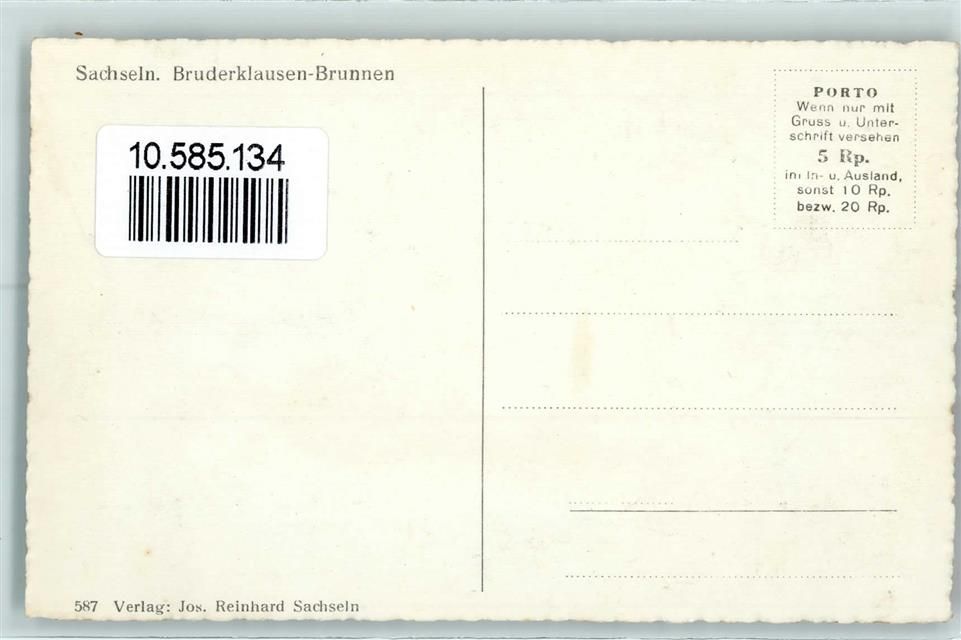 Sachseln. Bruderklausen-Brunnen
10.585.134
PORTO
Wenn nur mit
Gruss u. Unter-
schrift versehen
5 Rp.
im In- u. Ausland,
sonst 10 Rp.
bezw. 20 Rp.
587 Verlag: Jos. Reinhard Sachseln